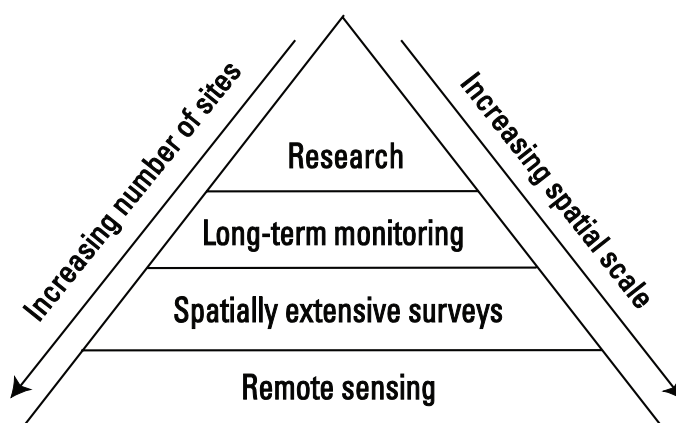 Increasing number of sites
Increasing spatial scale
Research
Long-term monitoring
Spatially extensive surveys
Remote sensing